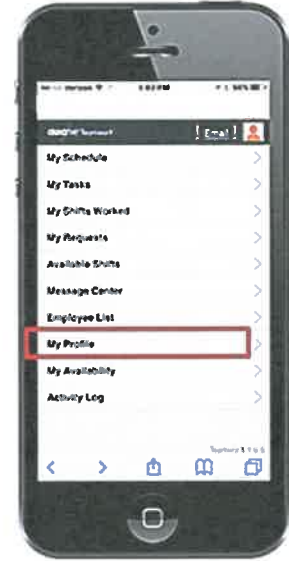 Email
My Schedule
My Tasks
My Shifts Worked
My Requests
Available Shifts
Message Center
Employee List
My Profile
My Availability
Activity Log